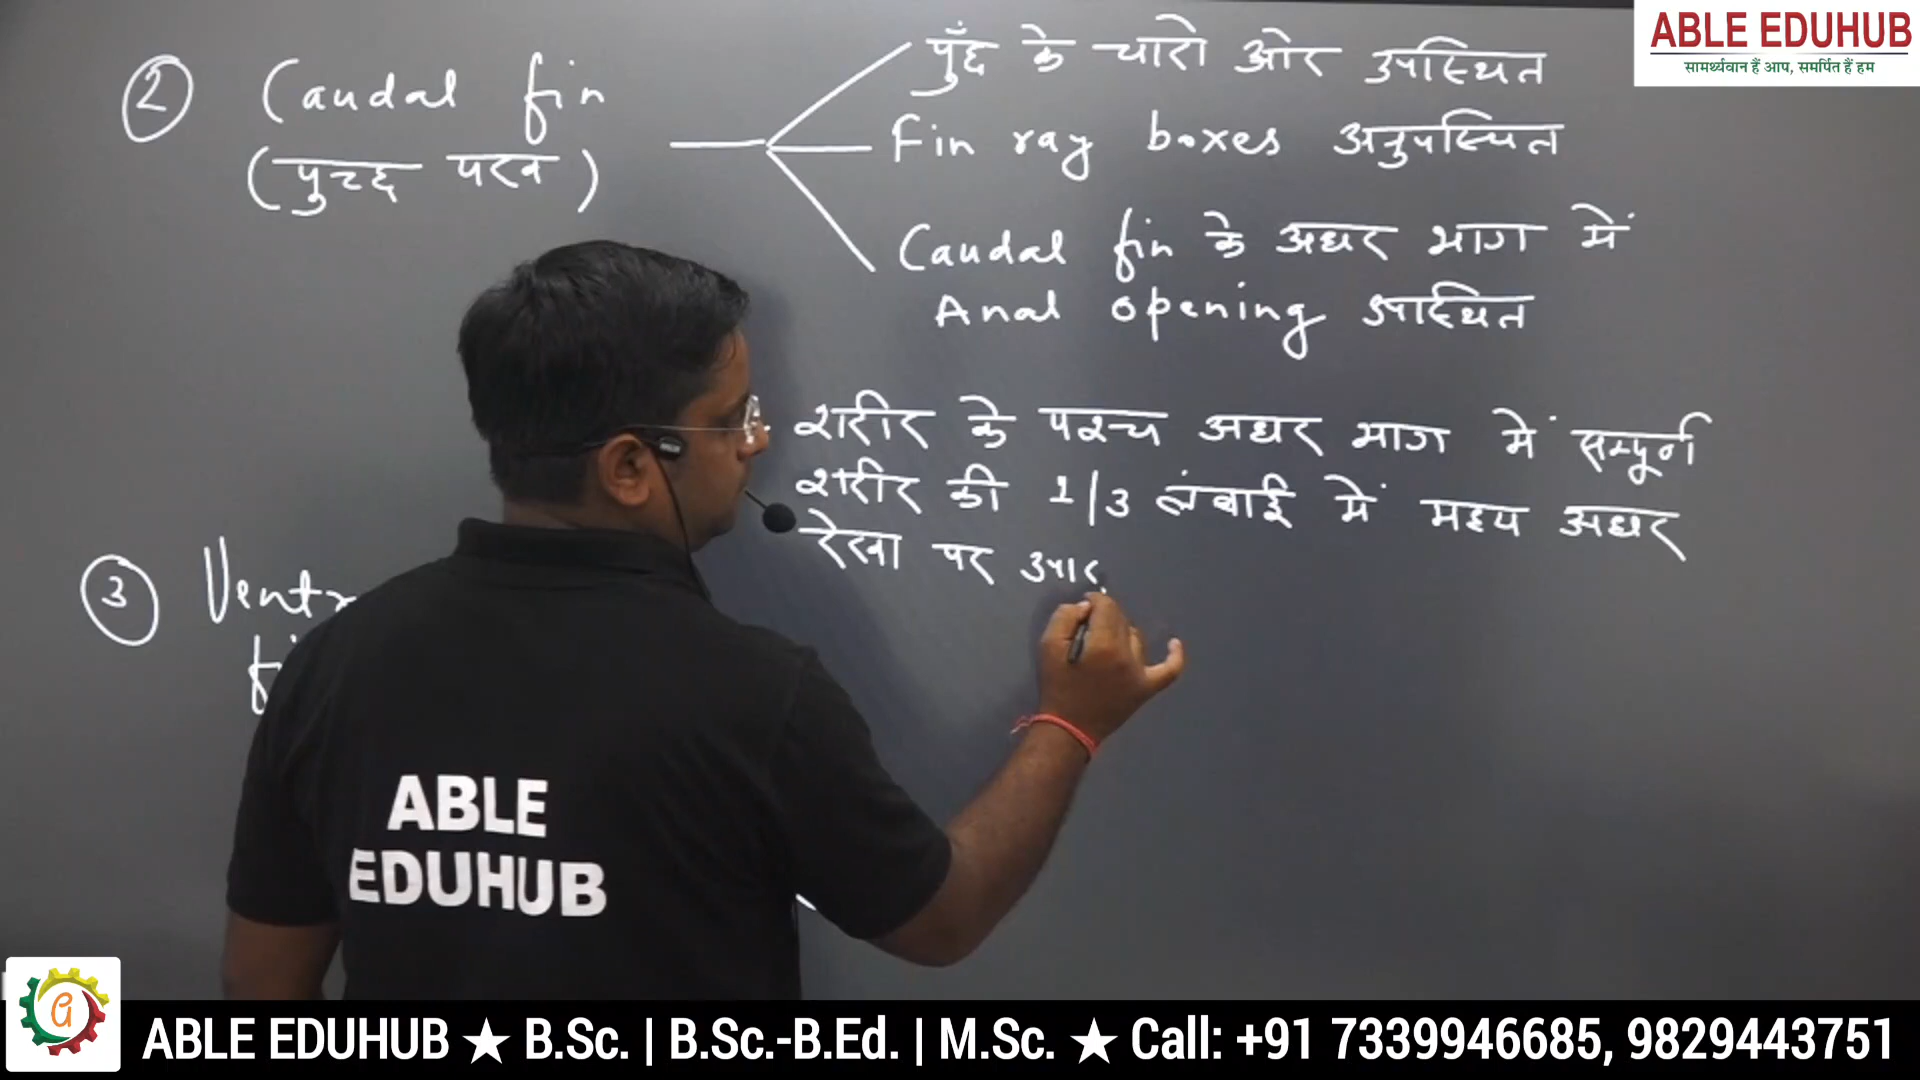 ABLE EDUHUB
सामर्थ्यवान हैं आप, समर्पित हैं हम
② Caudal fin
(पुच्छ पख)
पुँछ के चारो ओर उपस्थित
Fin ray boxes अनुपस्थित
Caudal fin के अधर भाग में
Anal opening उपस्थित
शरीर के पश्च अधर भाग में सम्पूर्ण
शरीर की 2/3 लंबाई में मध्य अधर
रेखा पर
③ Ventr
ABLE
EDUHUB
ABLE EDUHUB ★ B.Sc. | B.Sc.-B.Ed. | M.Sc. ★ Call: +91 7339946685, 9829443751